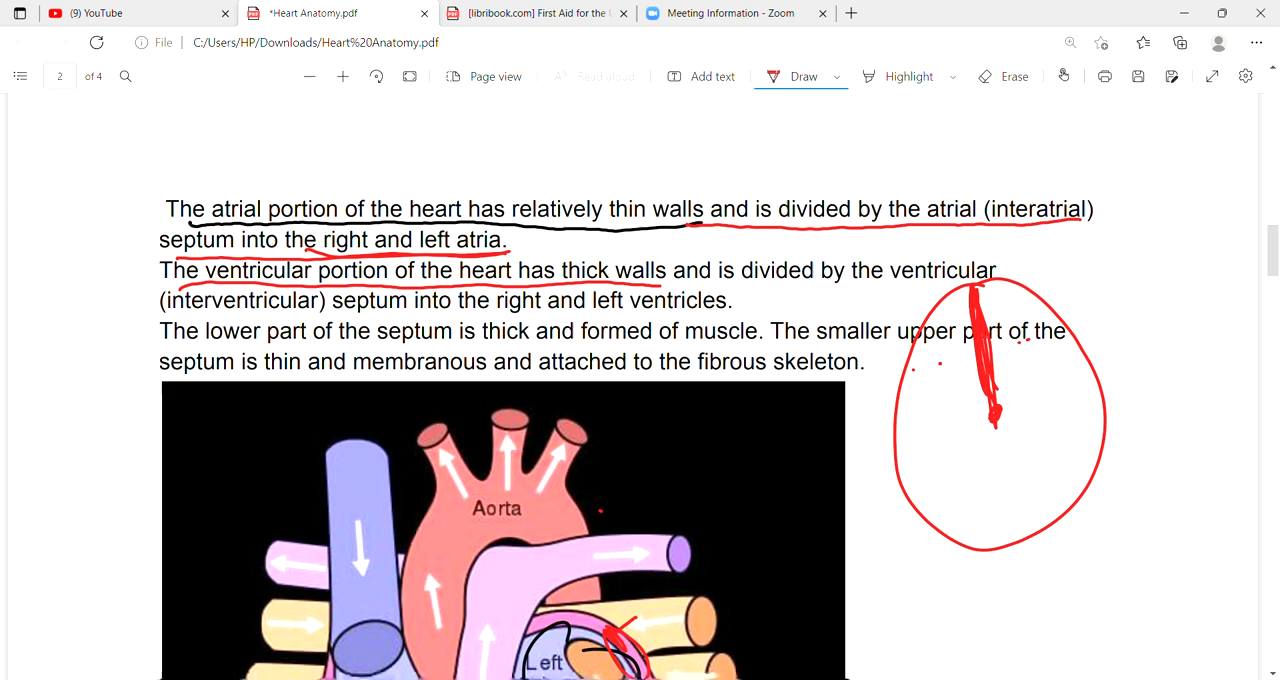 (9) YouTube
*Heart Anatomy.pdf
[libribook.com] First Aid for the
Meeting Information - Zoom
File
C:/Users/HP/Downloads/Heart%20Anatomy.pdf
2 of 4
Page view
Read aloud
Add text
Draw
Highlight
Erase
The atrial portion of the heart has relatively thin walls and is divided by the atrial (interatrial)
septum into the right and left atria.
The ventricular portion of the heart has thick walls and is divided by the ventricular
(interventricular) septum into the right and left ventricles.
The lower part of the septum is thick and formed of muscle. The smaller upper part of the
septum is thin and membranous and attached to the fibrous skeleton.
Aorta
Left